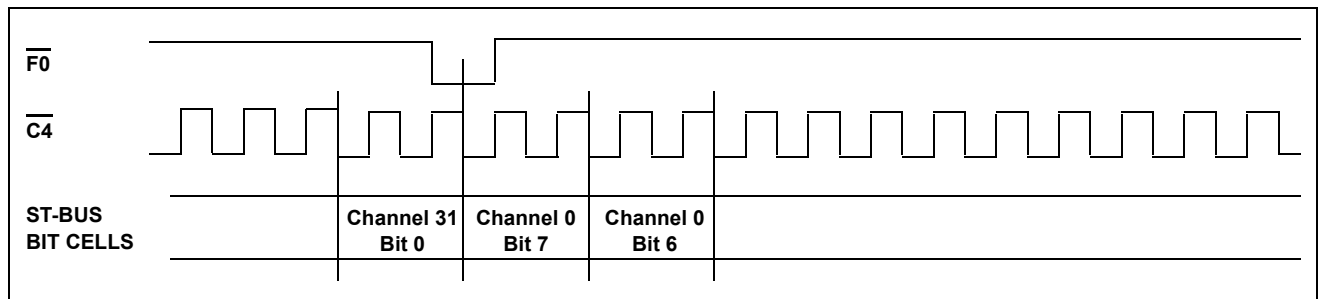 F0
C4
ST-BUS
BIT CELLS
Channel 31
Bit 0
Channel 0
Bit 7
Channel 0
Bit 6